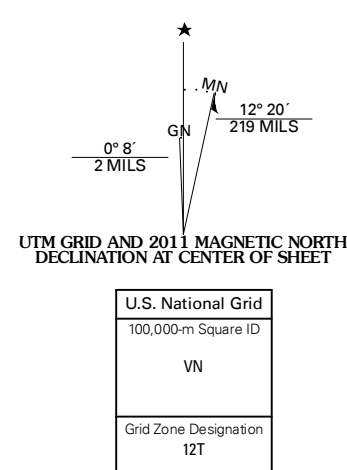 MN
12° 20´
219 MILS
GN
0° 8´
2 MILS
UTM GRID AND 2011 MAGNETIC NORTH
DECLINATION AT CENTER OF SHEET
U.S. National Grid
100,000-m Square ID
VN
Grid Zone Designation
12T